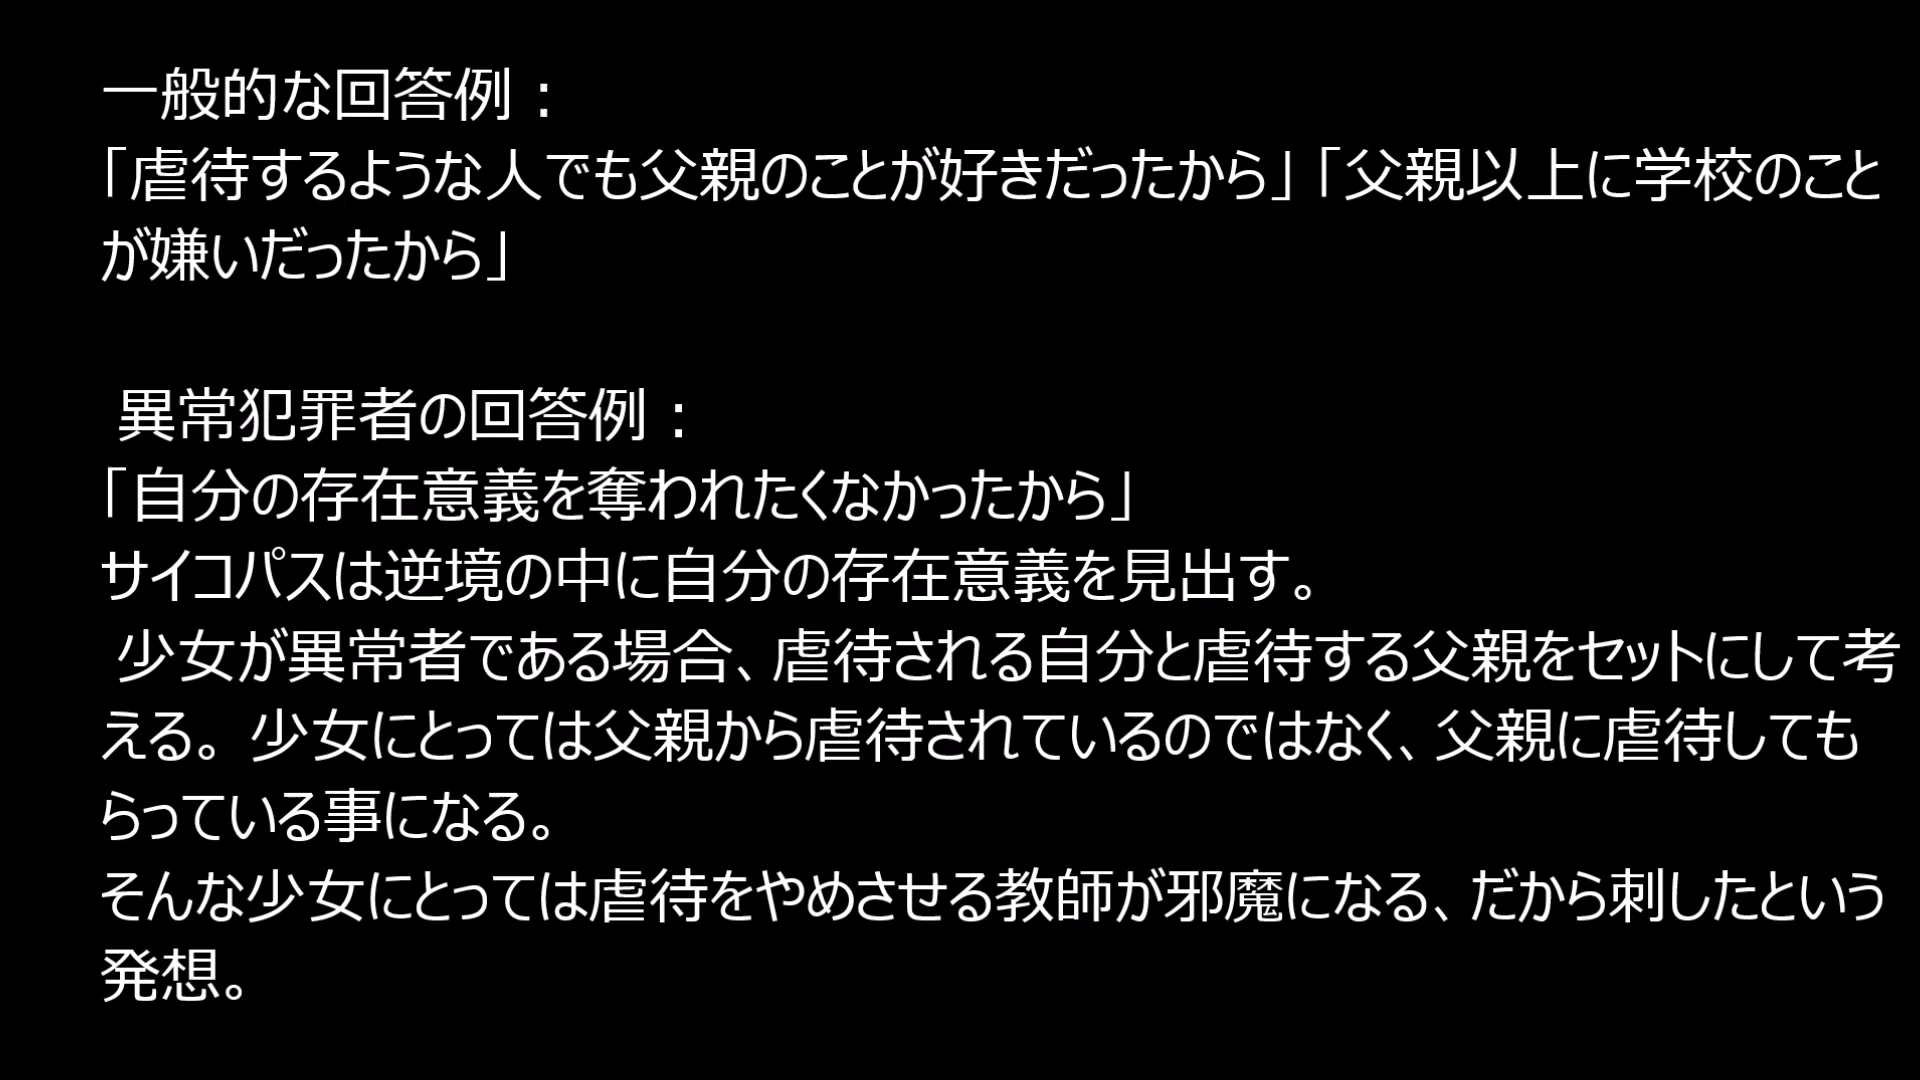 一般的な回答例：
「虐待するような人でも父親のことが好きだったから」「父親以上に学校のこと
が嫌いだったから」
異常犯罪者の回答例：
「自分の存在意義を奪われたくなかったから」
サイコパスは逆境の中に自分の存在意義を見出す。
少女が異常者である場合、虐待される自分と虐待する父親をセットにして考
える。少女にとっては父親から虐待されているのではなく、父親に虐待しても
らっている事になる。
そんな少女にとっては虐待をやめさせる教師が邪魔になる、だから刺したという
発想。